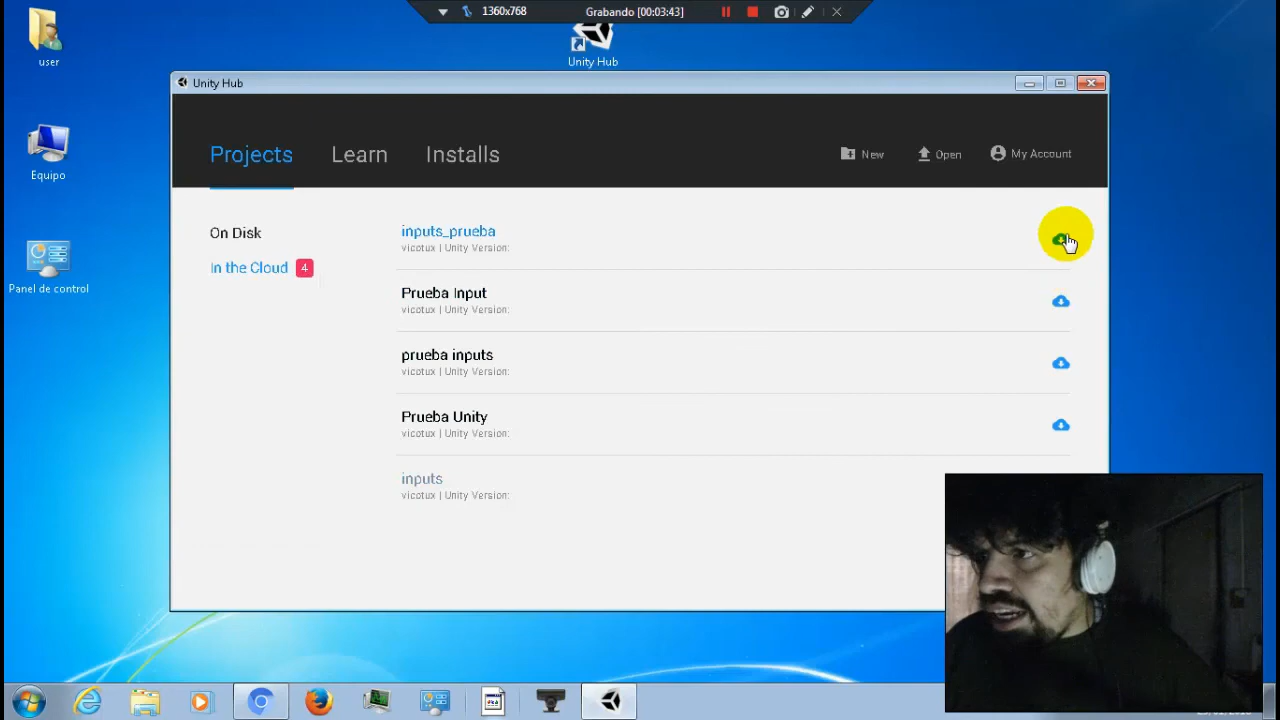 1360x768
Grabando [00:03:43]
user
Unity Hub
Equipo
Panel de control
Unity Hub
Projects
Learn
Installs
New
Open
My Account
On Disk
In the Cloud
4
inputs_prueba
vicotux | Unity Version:
Prueba Input
vicotux | Unity Version:
prueba inputs
vicotux | Unity Version:
Prueba Unity
vicotux | Unity Version:
inputs
vicotux | Unity Version: